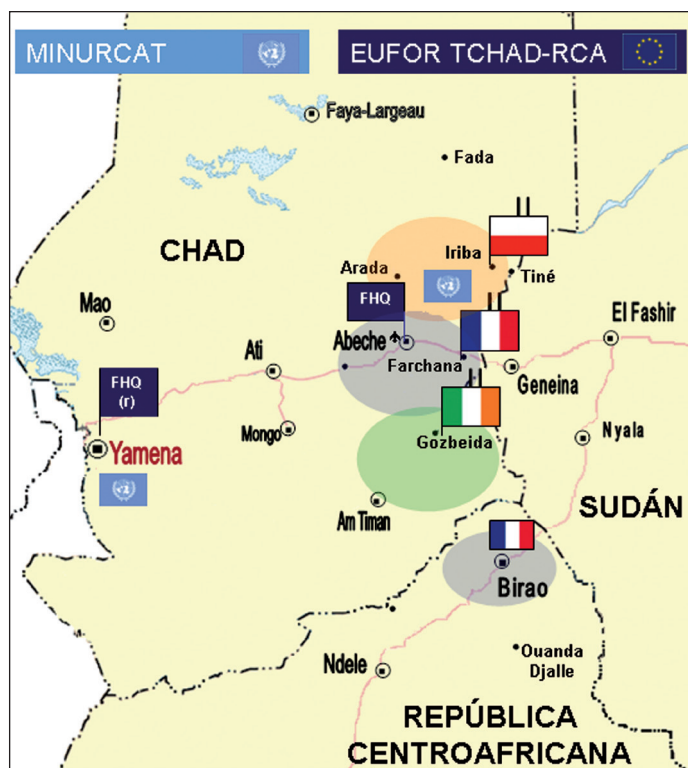 MINURCAT
EUFOR TCHAD-RCA
Faya-Largeau
Fada
CHAD
Iriba
Arada
Tiné
FHQ
Mao
El Fashir
Abeche
Ati
Farchana
Geneina
FHQ
(r)
Mongo
Gozbeida
Nyala
Yamena
Am Timan
SUDÁN
Birao
Ndele
Ouanda
Djalle
REPÚBLICA
CENTROAFRICANA